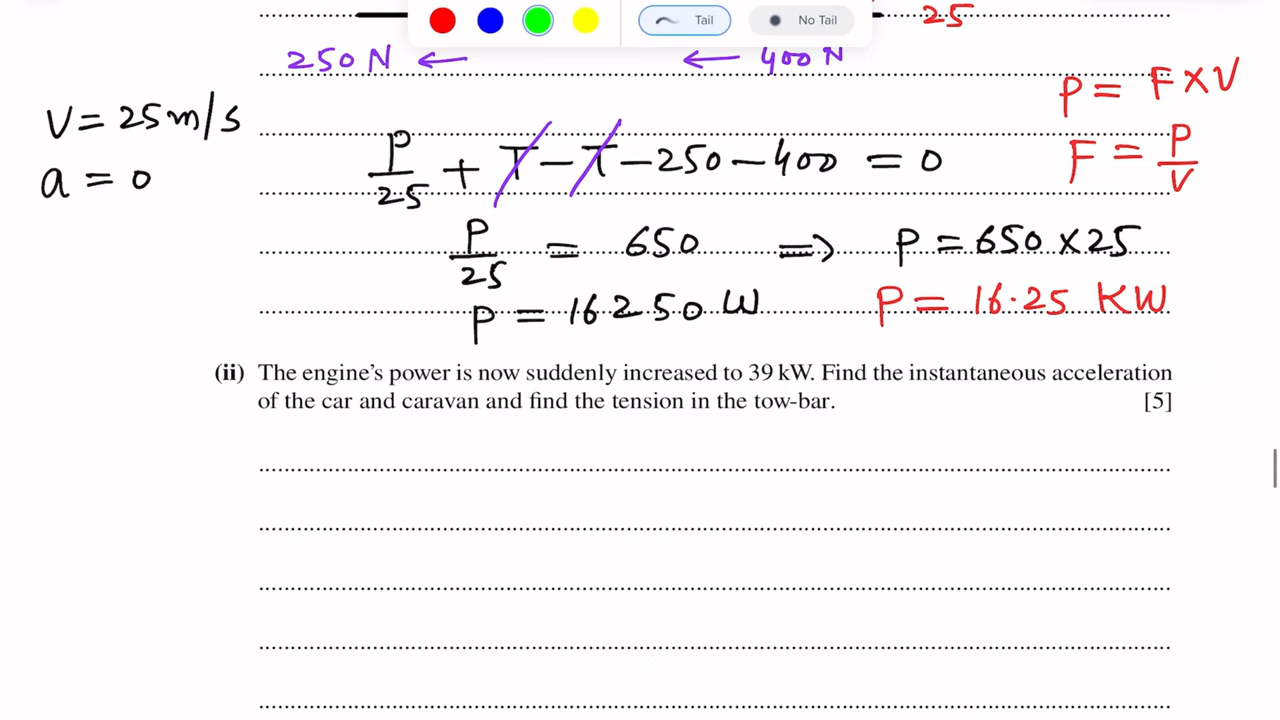 Tail No Tail
25
250 N ← ← 400 N
P = F × V
V = 25 m/s
P/25 + T − T − 250 − 400 = 0
F = P/V
a = 0
P/25 = 650 ⇒ P = 650 × 25
P = 16250 W P = 16.25 KW
(ii) The engine's power is now suddenly increased to 39 kW. Find the instantaneous acceleration
of the car and caravan and find the tension in the tow-bar. [5]